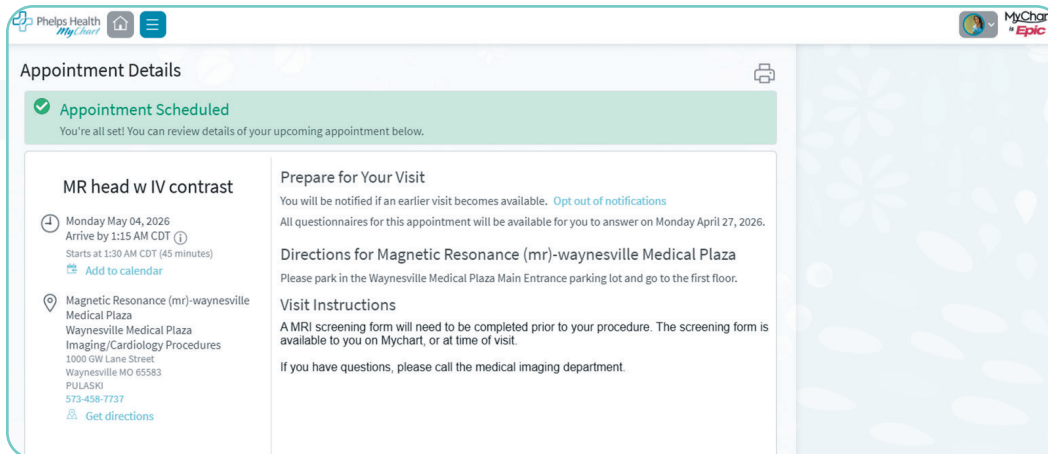 Phelps Health
MyChart
MyChar
Epic
Appointment Details
Appointment Scheduled
You're all set! You can review details of your upcoming appointment below.
MR head w IV contrast
Monday May 04, 2026
Arrive by 1:15 AM CDT
Starts at 1:30 AM CDT (45 minutes)
Add to calendar
Magnetic Resonance (mr)-waynesville
Medical Plaza
Waynesville Medical Plaza
Imaging/Cardiology Procedures
1000 GW Lane Street
Waynesville MO 65583
PULASKI
573-458-7737
Get directions
Prepare for Your Visit
You will be notified if an earlier visit becomes available. Opt out of notifications
All questionnaires for this appointment will be available for you to answer on Monday April 27, 2026.
Directions for Magnetic Resonance (mr)-waynesville Medical Plaza
Please park in the Waynesville Medical Plaza Main Entrance parking lot and go to the first floor.
Visit Instructions
A MRI screening form will need to be completed prior to your procedure. The screening form is
available to you on Mychart, or at time of visit.
If you have questions, please call the medical imaging department.